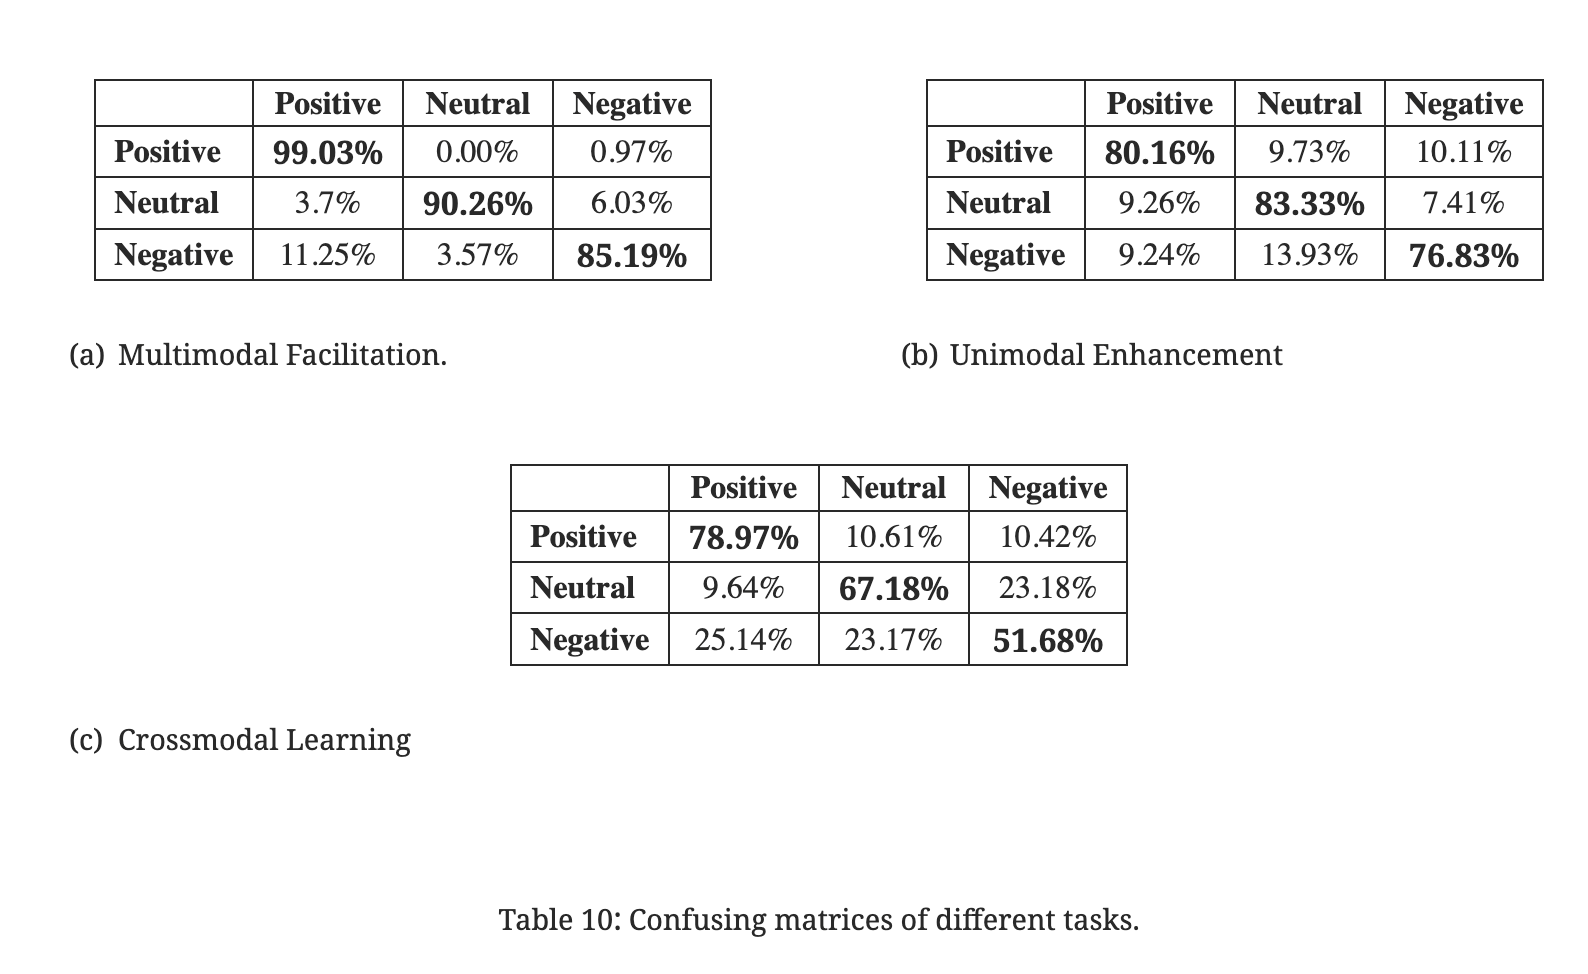 Positive Neutral Negative
Positive 99.03% 0.00% 0.97%
Neutral 3.7% 90.26% 6.03%
Negative 11.25% 3.57% 85.19%
(a) Multimodal Facilitation.
Positive Neutral Negative
Positive 80.16% 9.73% 10.11%
Neutral 9.26% 83.33% 7.41%
Negative 9.24% 13.93% 76.83%
(b) Unimodal Enhancement
Positive Neutral Negative
Positive 78.97% 10.61% 10.42%
Neutral 9.64% 67.18% 23.18%
Negative 25.14% 23.17% 51.68%
(c) Crossmodal Learning
Table 10: Confusing matrices of different tasks.